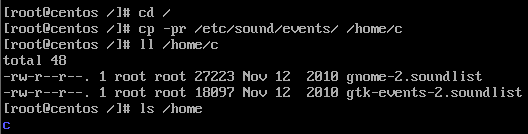 [root@centos /]# cd /
[root@centos /]# cp -pr /etc/sound/events/ /home/c
[root@centos /]# ll /home/c
total 48
-rw-r--r--. 1 root root 27223 Nov 12  2010 gnome-2.soundlist
-rw-r--r--. 1 root root 18097 Nov 12  2010 gtk-events-2.soundlist
[root@centos /]# ls /home
c